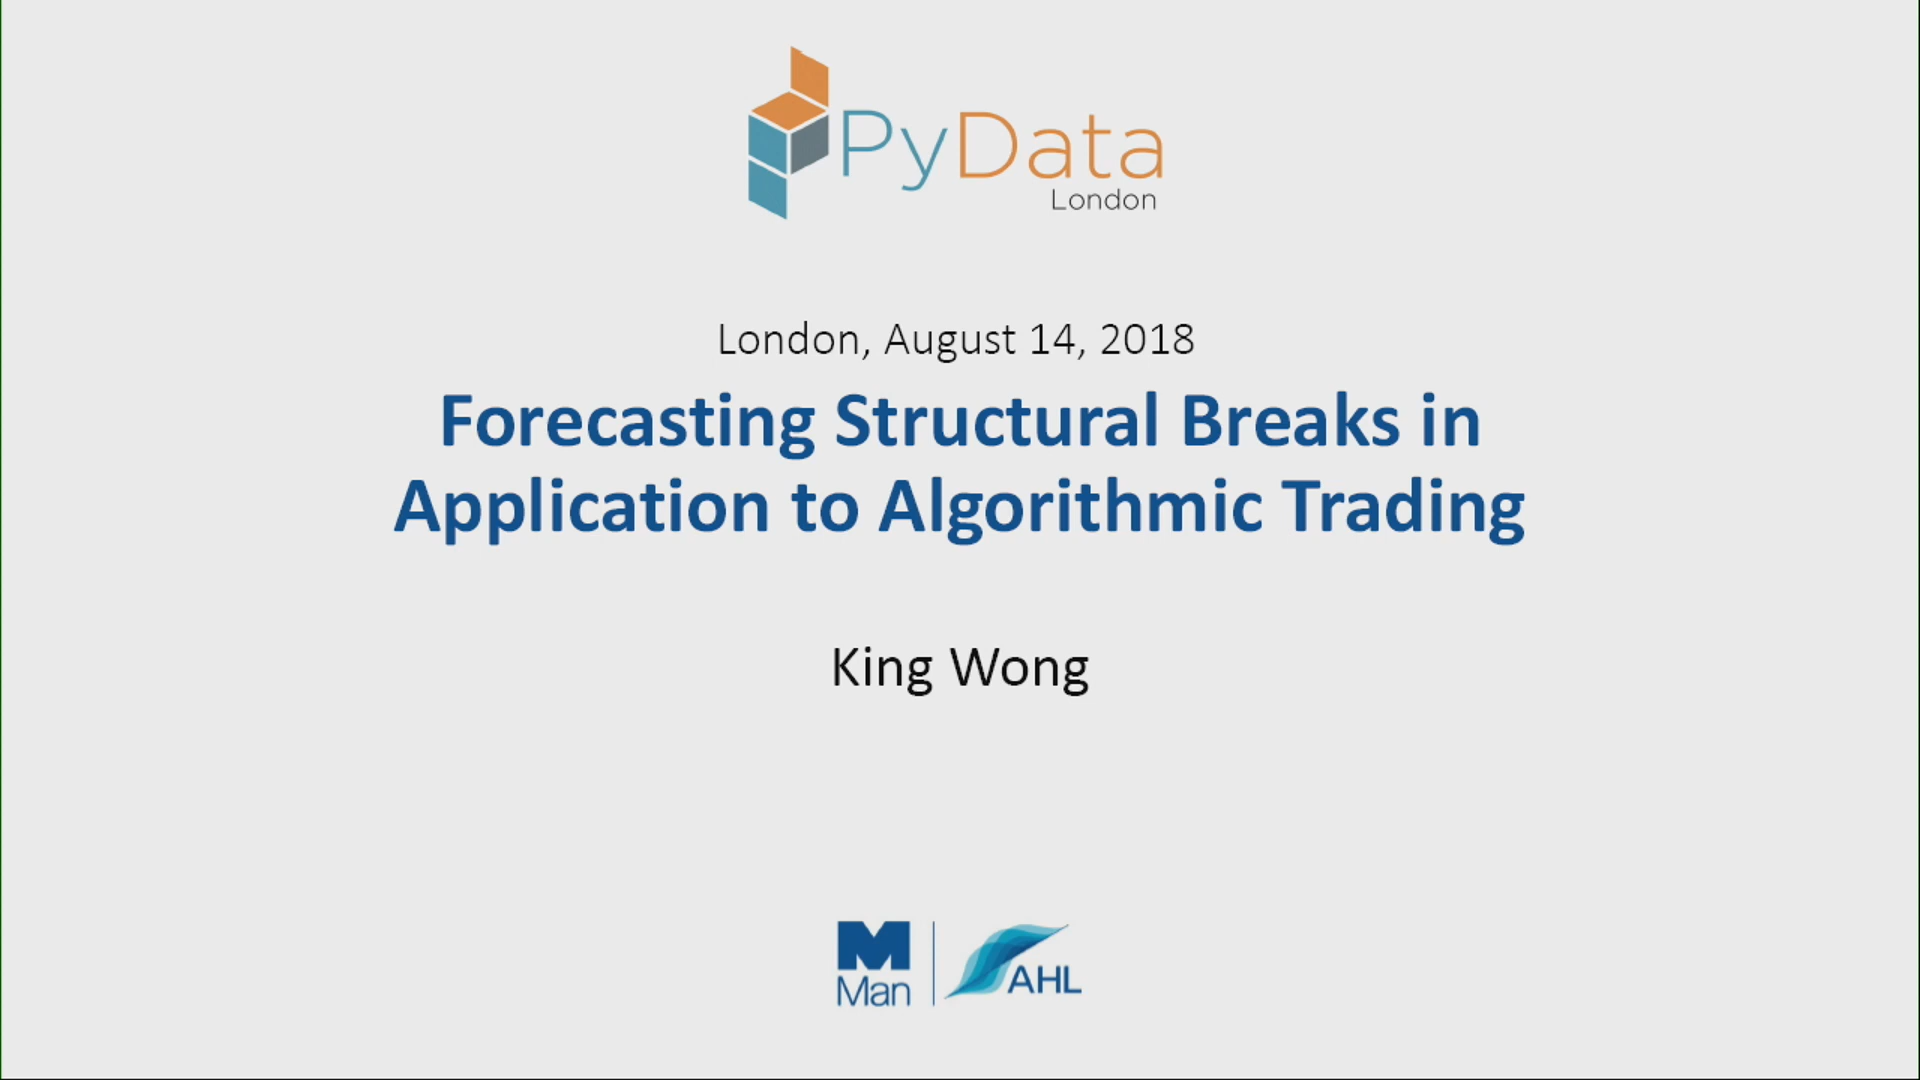 PyData
London
London, August 14, 2018
Forecasting Structural Breaks in
Application to Algorithmic Trading
King Wong
M
Man
AHL